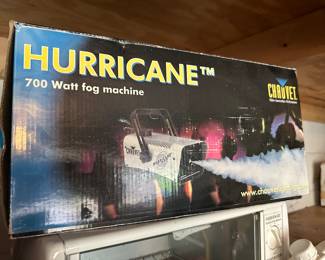 HURRICANE™
700 Watt fog machine
CHAUVET